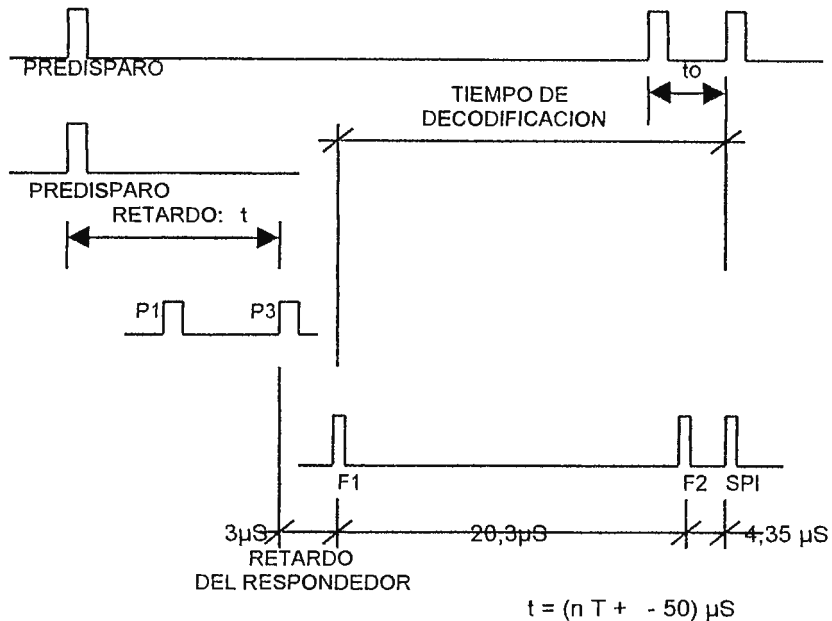 PREDISPARO
to
TIEMPO DE
DECODIFICACION
PREDISPARO
RETARDO: t
P1
P3
F1
F2
SPI
3µS
20,3µS
4,35 µS
RETARDO
DEL RESPONDEDOR
t = (n T + - 50) µS